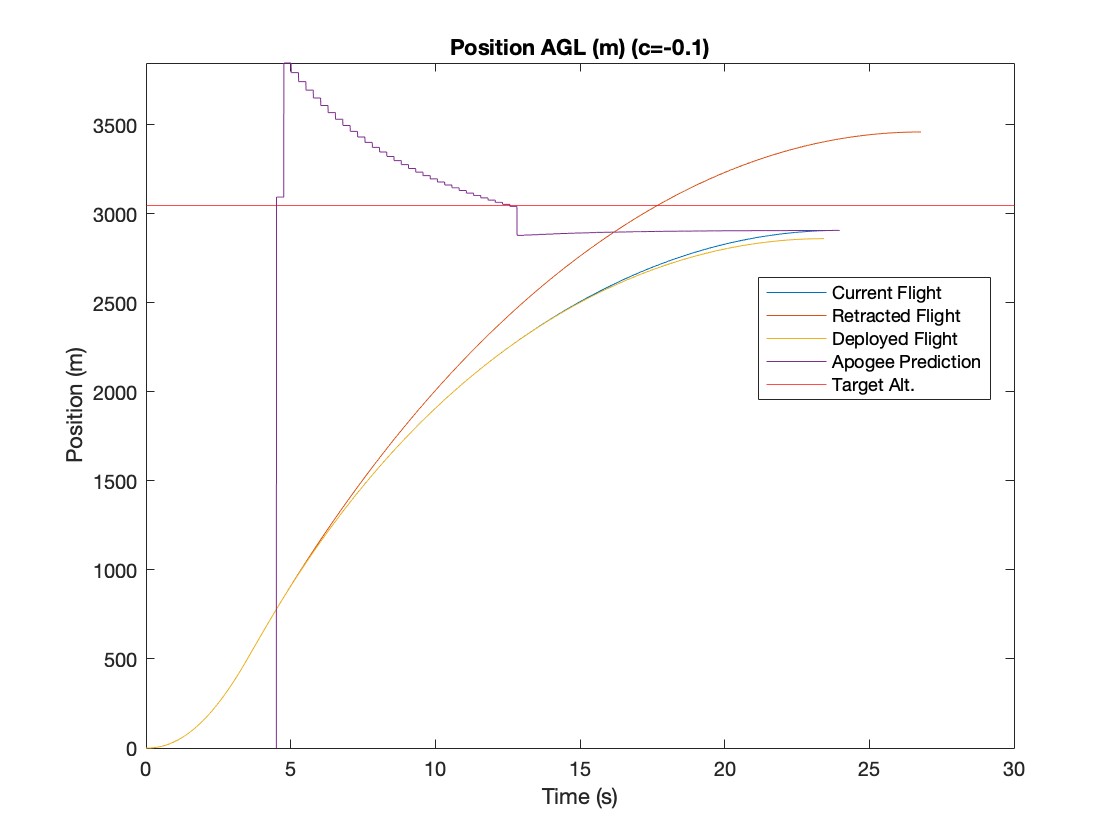 Position AGL (m) (c=-0.1)
3500
3000
2500
2000
1500
1000
500
0
Position (m)
Current Flight
Retracted Flight
Deployed Flight
Apogee Prediction
Target Alt.
0 5 10 15 20 25 30
Time (s)